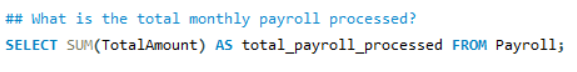 ## What is the total monthly payroll processed?
SELECT SUM(TotalAmount) AS total_payroll_processed FROM Payroll;